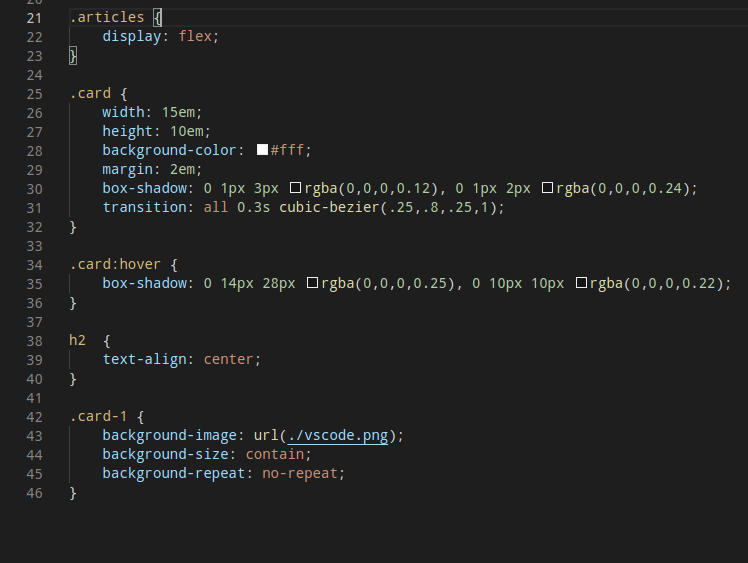 20
21 .articles {
22     display: flex;
23 }
24
25 .card {
26     width: 15em;
27     height: 10em;
28     background-color: #fff;
29     margin: 2em;
30     box-shadow: 0 1px 3px rgba(0,0,0,0.12), 0 1px 2px rgba(0,0,0,0.24);
31     transition: all 0.3s cubic-bezier(.25,.8,.25,1);
32 }
33
34 .card:hover {
35     box-shadow: 0 14px 28px rgba(0,0,0,0.25), 0 10px 10px rgba(0,0,0,0.22);
36 }
37
38 h2  {
39     text-align: center;
40 }
41
42 .card-1 {
43     background-image: url(./vscode.png);
44     background-size: contain;
45     background-repeat: no-repeat;
46 }